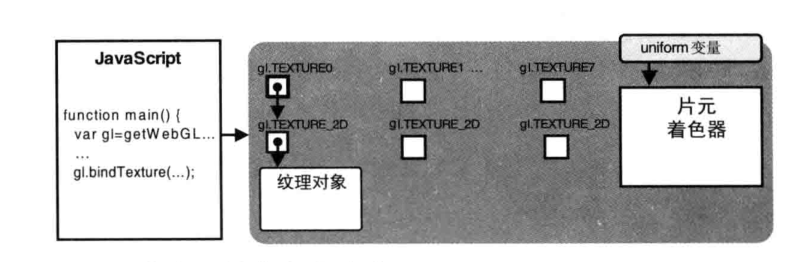 JavaScript
function main() {
var gl=getWebGL...
...
gl.bindTexture(...);
gl.TEXTURE0
gl.TEXTURE1 ...
gl.TEXTURE7
gl.TEXTURE_2D
gl.TEXTURE_2D
gl.TEXTURE_2D
纹理对象
uniform 变量
片元
着色器